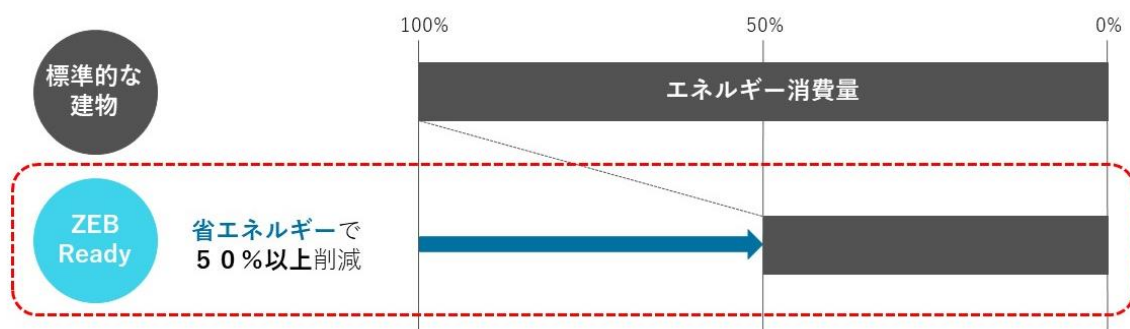 100%
50%
0%
標準的な
建物
エネルギー消費量
ZEB
Ready
省エネルギーで
５０%以上削減